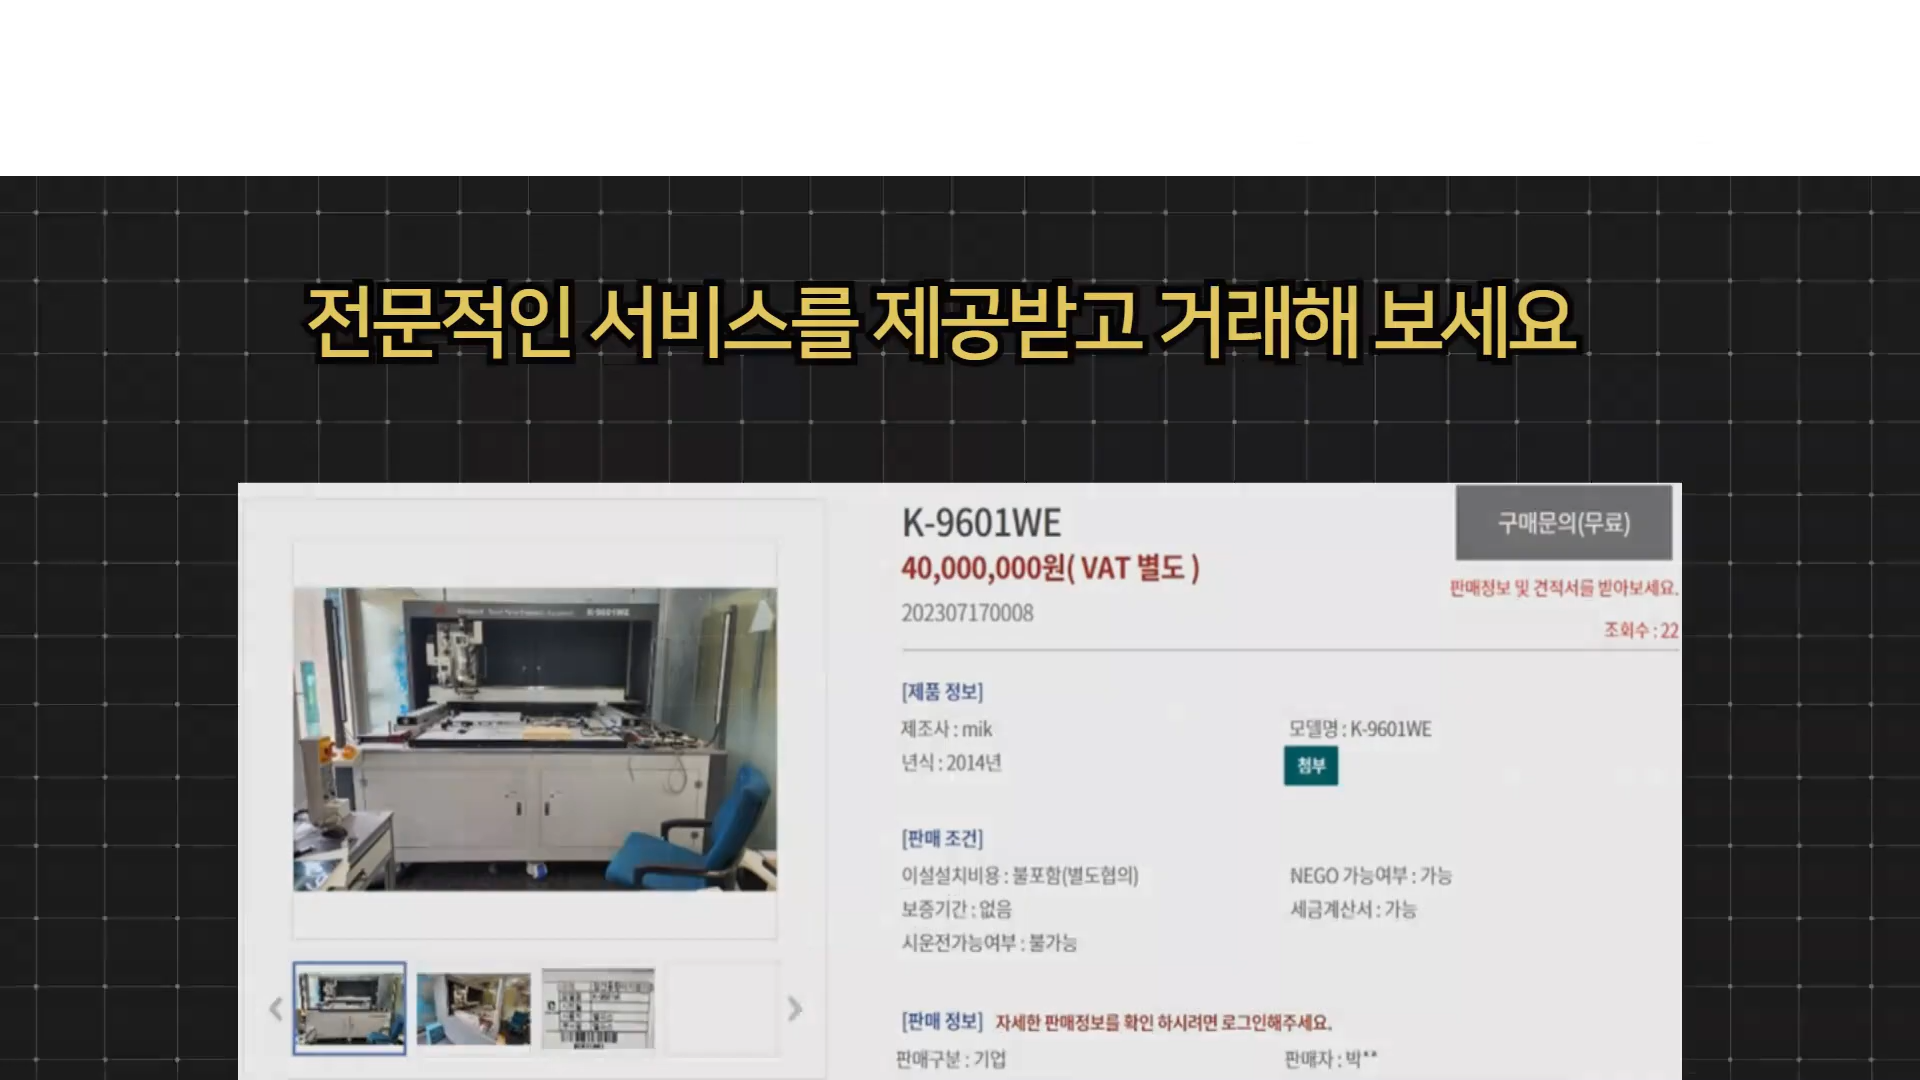 전문적인 서비스를 제공받고 거래해 보세요
K-9601WE
40,000,000원( VAT 별도 )
202307170008
구매문의(무료)
판매정보 및 견적서를 받아보세요.
조회수 : 22
[제품 정보]
제조사 : mik
모델명 : K-9601WE
년식 : 2014년
첨부
[판매 조건]
이설설치비용 : 불포함(별도협의)
NEGO 가능여부 : 가능
보증기간 : 없음
세금계산서 : 가능
시운전가능여부 : 불가능
[판매 정보] 자세한 판매정보를 확인 하시려면 로그인해주세요.
판매구분 : 기업
판매자 : 박**
K-9601WE